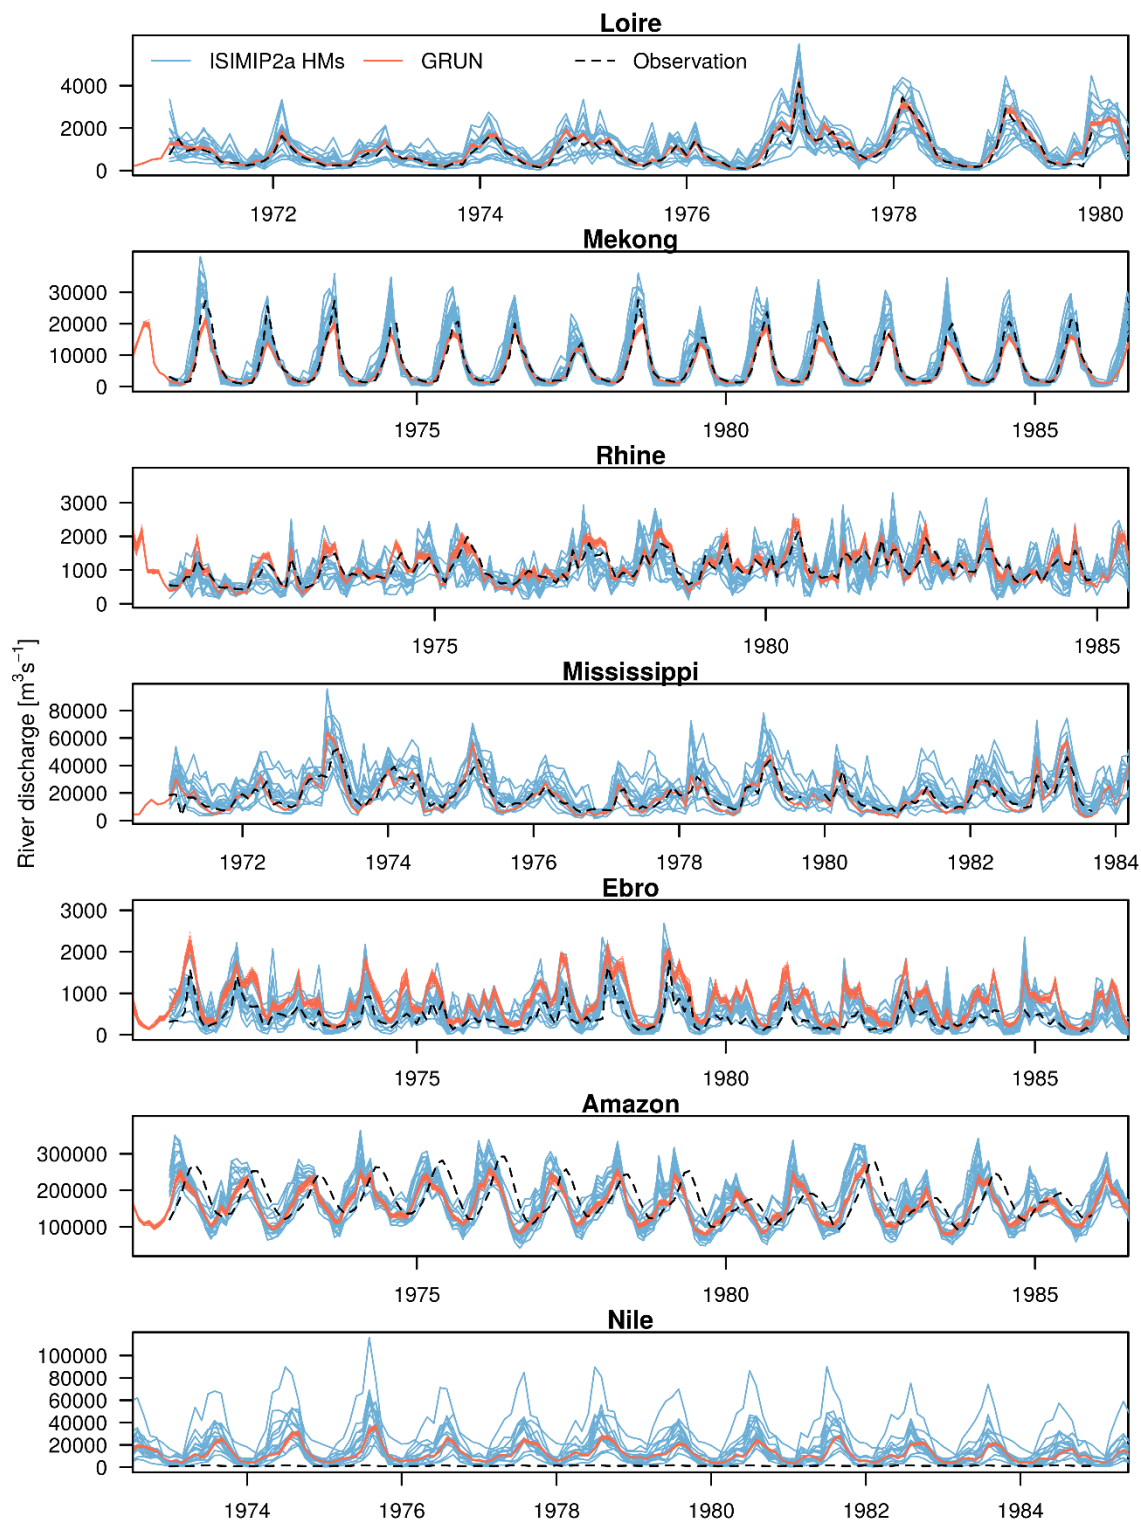 Loire
ISIMIP2a HMs GRUN Observation
4000
2000
0
1972 1974 1976 1978 1980
Mekong
30000
20000
10000
0
1975 1980 1985
Rhine
3000
2000
1000
0
1975 1980 1985
River discharge [m³s⁻¹]
Mississippi
80000
60000
40000
20000
0
1972 1974 1976 1978 1980 1982 1984
Ebro
3000
2000
1000
0
1975 1980 1985
Amazon
300000
200000
100000
1975 1980 1985
Nile
100000
80000
60000
40000
20000
0
1974 1976 1978 1980 1982 1984